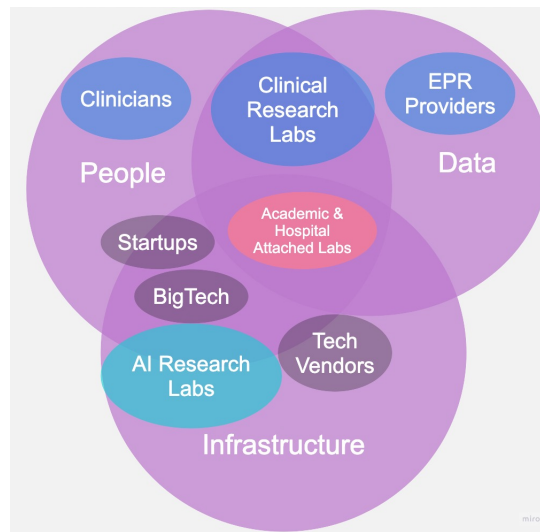 Clinicians
Clinical
Research
Labs
EPR
Providers
People
Data
Academic &
Hospital
Attached Labs
Startups
BigTech
Tech
Vendors
AI Research
Labs
Infrastructure
miro